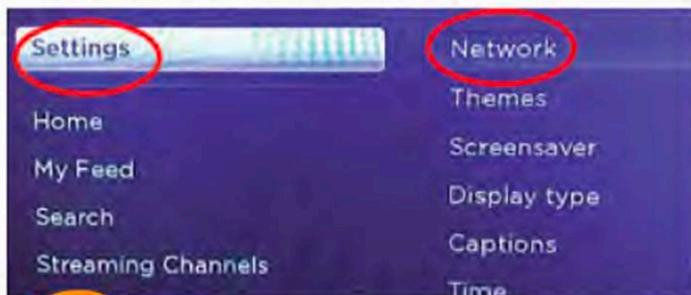 Settings
Home
My Feed
Search
Streaming Channels
Network
Themes
Screensaver
Display type
Captions
Time